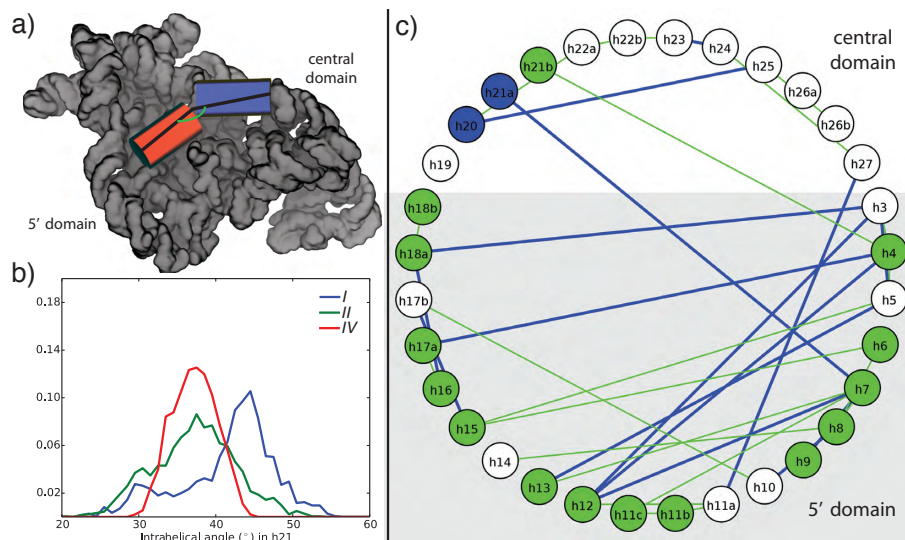 a)
central
domain
5' domain
b)
0.18
0.14
0.10
0.06
0.02
20
30
40
50
60
I
II
IV
Intrahelical angle (°) in h21
c)
central
domain
h22a
h22b
h23
h24
h25
h26a
h26b
h27
h21b
h21a
h20
h19
h18b
h18a
h17b
h17a
h16
h15
h14
h13
h12
h11c
h11b
h11a
h10
h9
h8
h7
h6
h5
h4
h3
5' domain